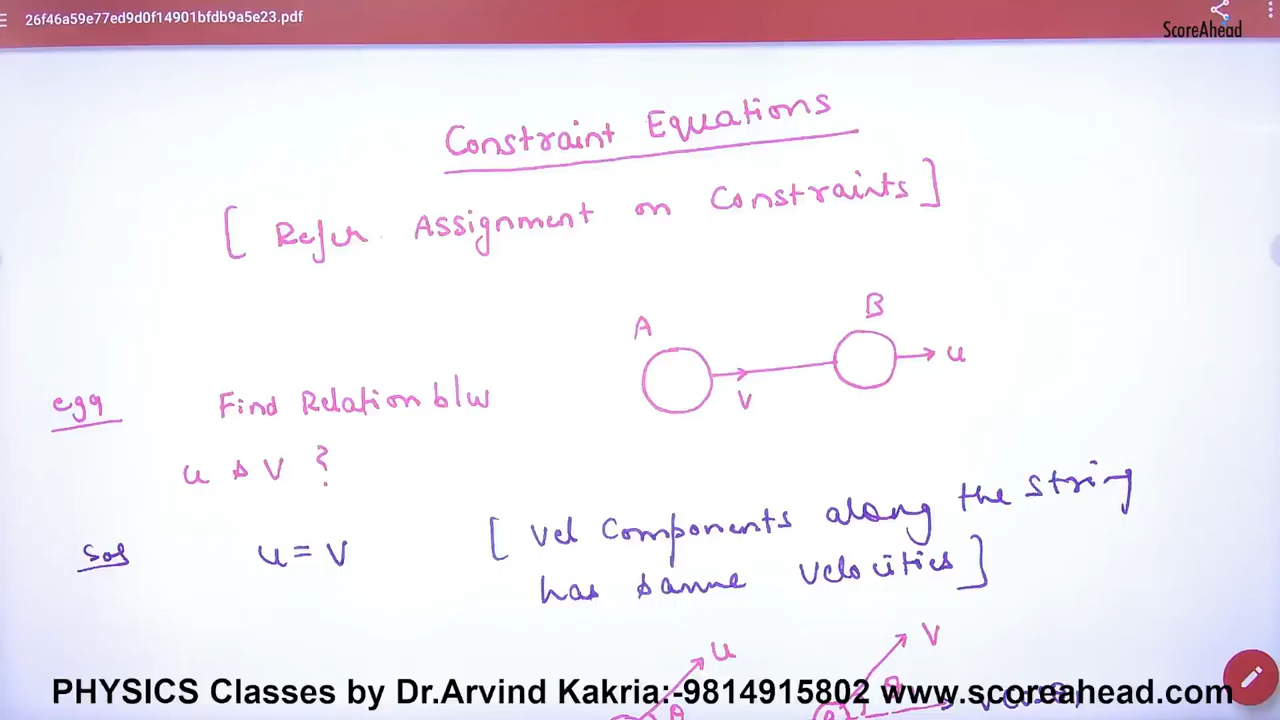 26f46a59e77ed9d0f14901bfdb9a5e23.pdf
ScoreAhead
Constraint Equations
[ Refer Assignment on Constraints ]
A
B
u
V
egq
Find Relation b/w
u & V ?
Sol
u = V
[ Vel Components along the string
has same velocities ]
u
V
PHYSICS Classes by Dr.Arvind Kakria:-9814915802 www.scoreahead.com